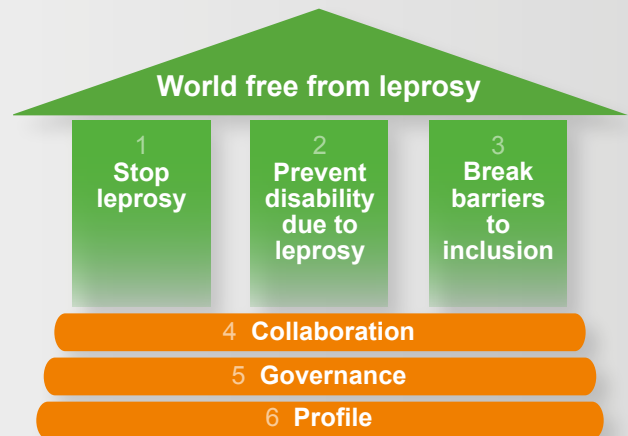 World free from leprosy
1
Stop
leprosy
2
Prevent
disability
due to
leprosy
3
Break
barriers
to
inclusion
4 Collaboration
5 Governance
6 Profile